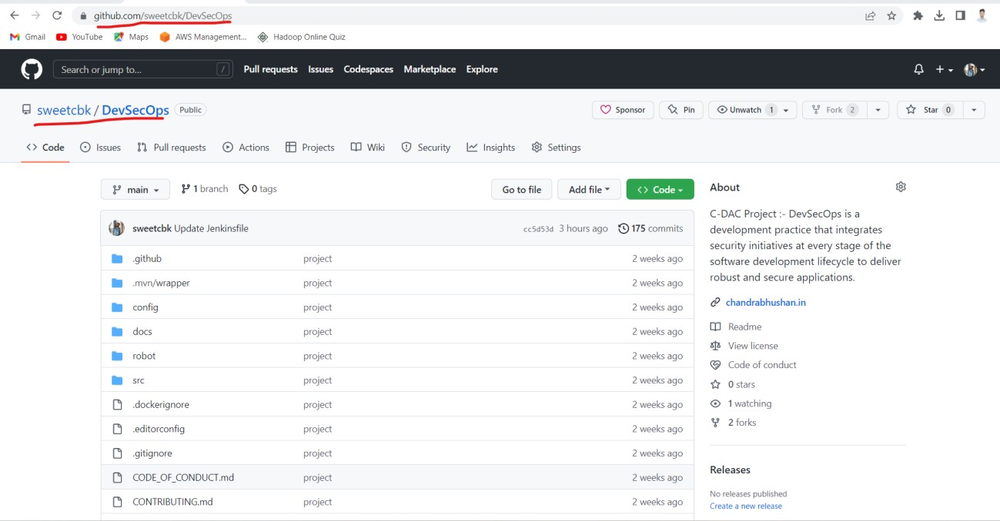 github.com/sweetcbk/DevSecOps
Gmail YouTube Maps AWS Management... Hadoop Online Quiz
Search or jump to... / Pull requests Issues Codespaces Marketplace Explore
sweetcbk / DevSecOps Public Sponsor Pin Unwatch 1 Fork 2 Star 0
Code Issues Pull requests Actions Projects Wiki Security Insights Settings
main 1 branch 0 tags Go to file Add file Code
sweetcbk Update Jenkinsfile cc5d53d 3 hours ago 175 commits
.github project 2 weeks ago
.mvn/wrapper project 2 weeks ago
config project 2 weeks ago
docs project 2 weeks ago
robot project 2 weeks ago
src project 2 weeks ago
.dockerignore project 2 weeks ago
.editorconfig project 2 weeks ago
.gitignore project 2 weeks ago
CODE_OF_CONDUCT.md project 2 weeks ago
CONTRIBUTING.md project 2 weeks ago
About
C-DAC Project :- DevSecOps is a
development practice that integrates
security initiatives at every stage of the
software development lifecycle to deliver
robust and secure applications.
chandrabhushan.in
Readme
View license
Code of conduct
0 stars
1 watching
2 forks
Releases
No releases published
Create a new release